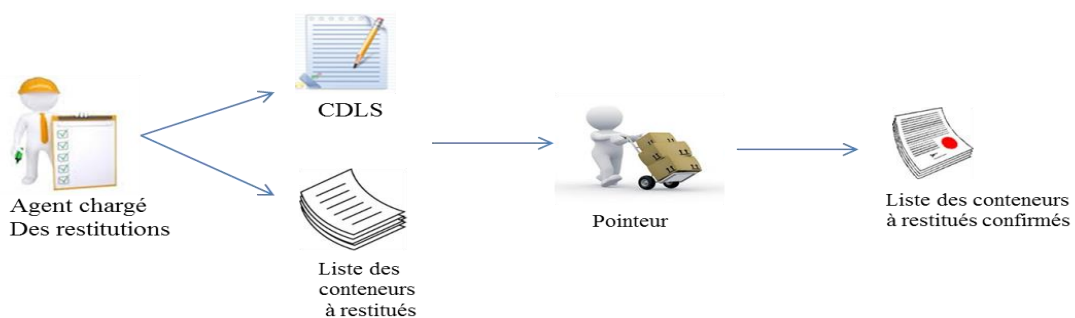 CDLS
Agent chargé
Des restitutions
Liste des
conteneurs
à restitués
Pointeur
Liste des conteneurs
à restitués confirmés